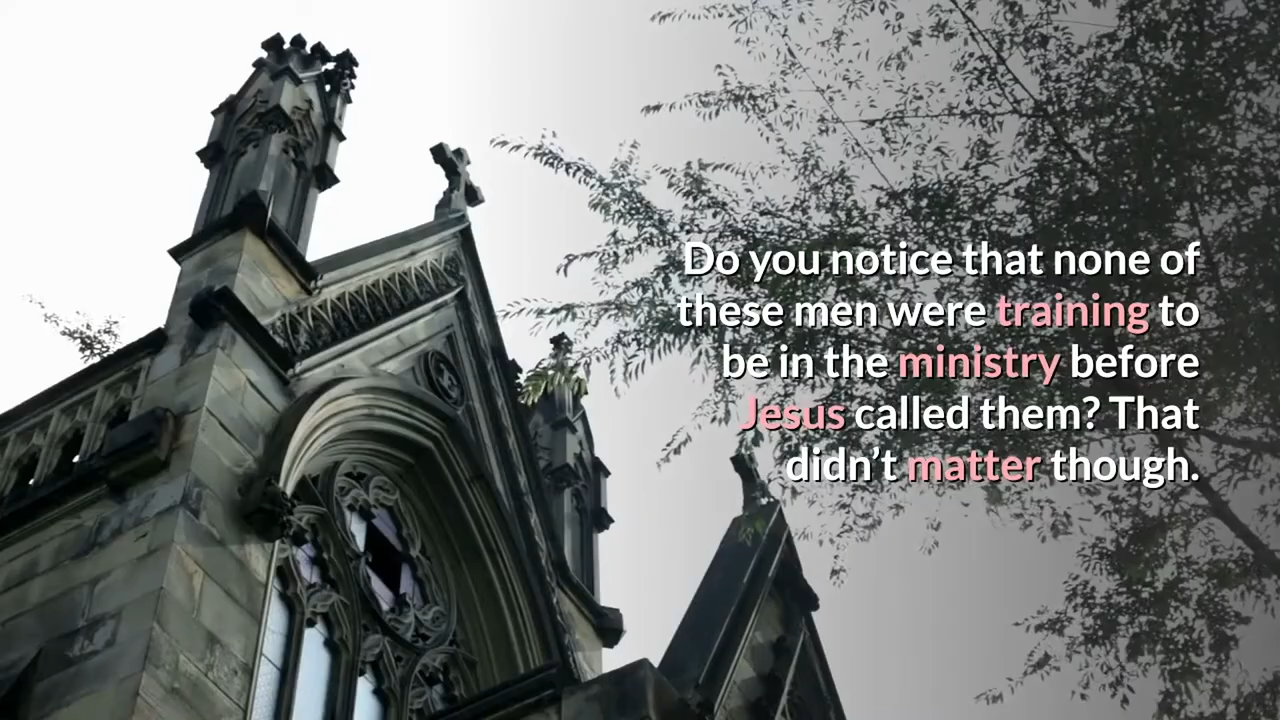 Do you notice that none of
these men were training to
be in the ministry before
Jesus called them? That
didn’t matter though.